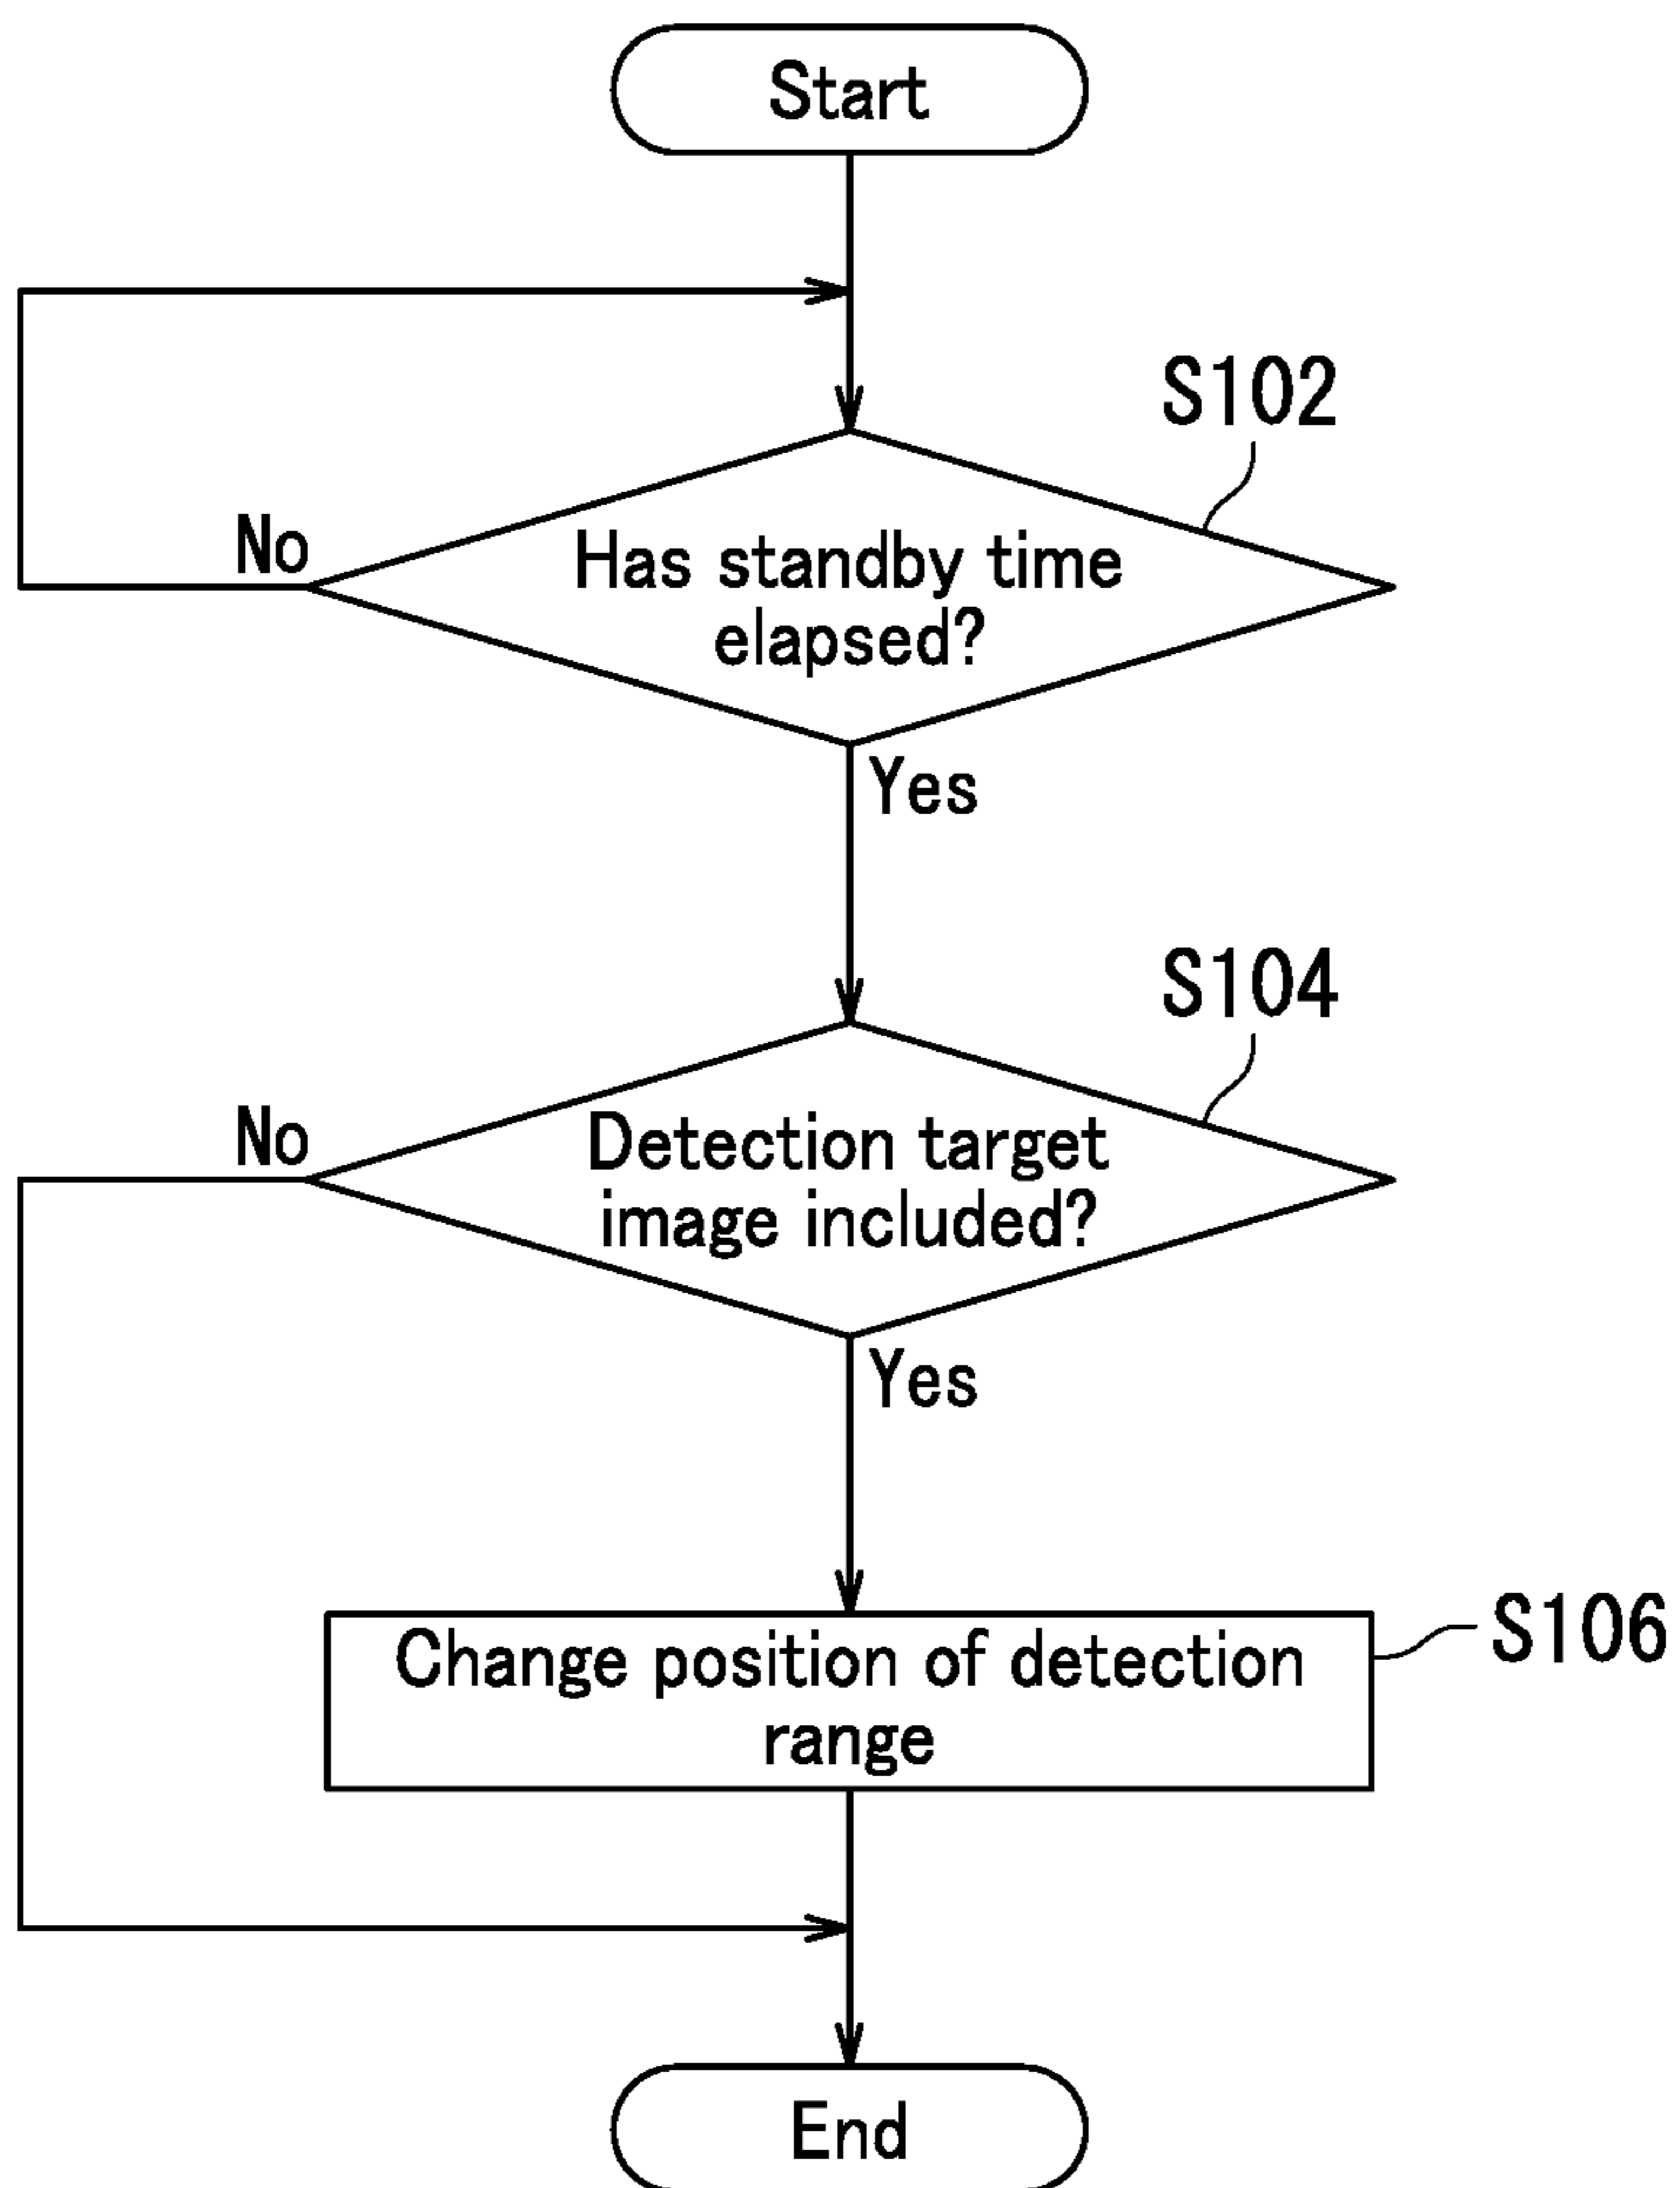 Start
S102
No
Has standby time
elapsed?
Yes
S104
No
Detection target
image included?
Yes
S106
Change position of detection
range
End